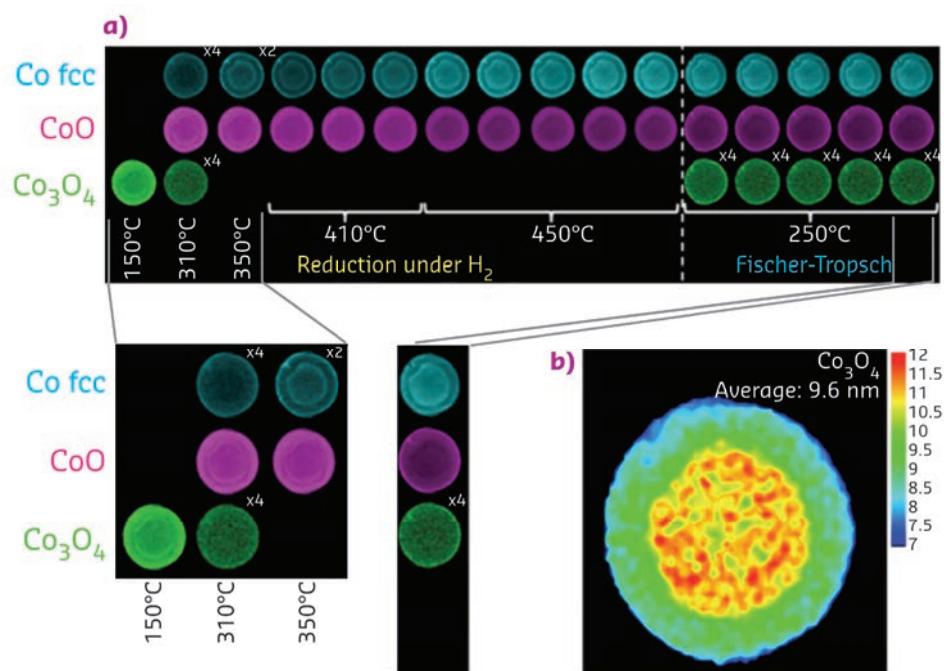 a)
x4 x2
Co fcc
CoO
x4 x4 x4 x4 x4 x4
Co₃O₄
150°C 310°C 350°C 410°C 450°C 250°C
Reduction under H₂ Fischer-Tropsch
b)
x4 x2
Co fcc
CoO
x4 x4
Co₃O₄
150°C 310°C 350°C
Co₃O₄
Average: 9.6 nm
12
11.5
11
10.5
10
9.5
9
8.5
8
7.5
7